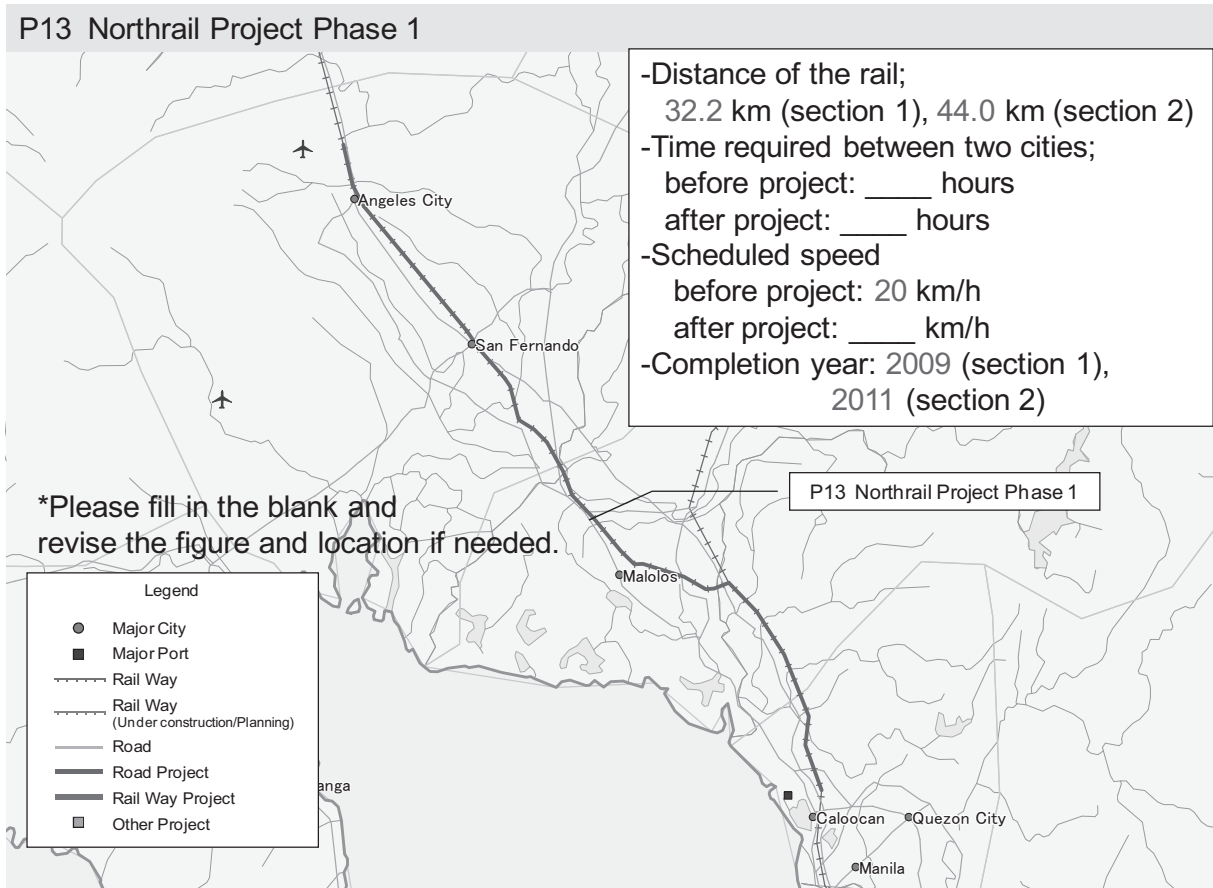 P13 Northrail Project Phase 1
-Distance of the rail;
32.2 km (section 1), 44.0 km (section 2)
-Time required between two cities;
before project: ____ hours
after project: ____ hours
-Scheduled speed
before project: 20 km/h
after project: ____ km/h
-Completion year: 2009 (section 1),
2011 (section 2)
Angeles City
San Fernando
P13 Northrail Project Phase 1
*Please fill in the blank and
revise the figure and location if needed.
Malolos
Legend
Major City
Major Port
Rail Way
Rail Way
(Under construction/Planning)
Road
Road Project
Rail Way Project
Other Project
anga
Caloocan
Quezon City
Manila